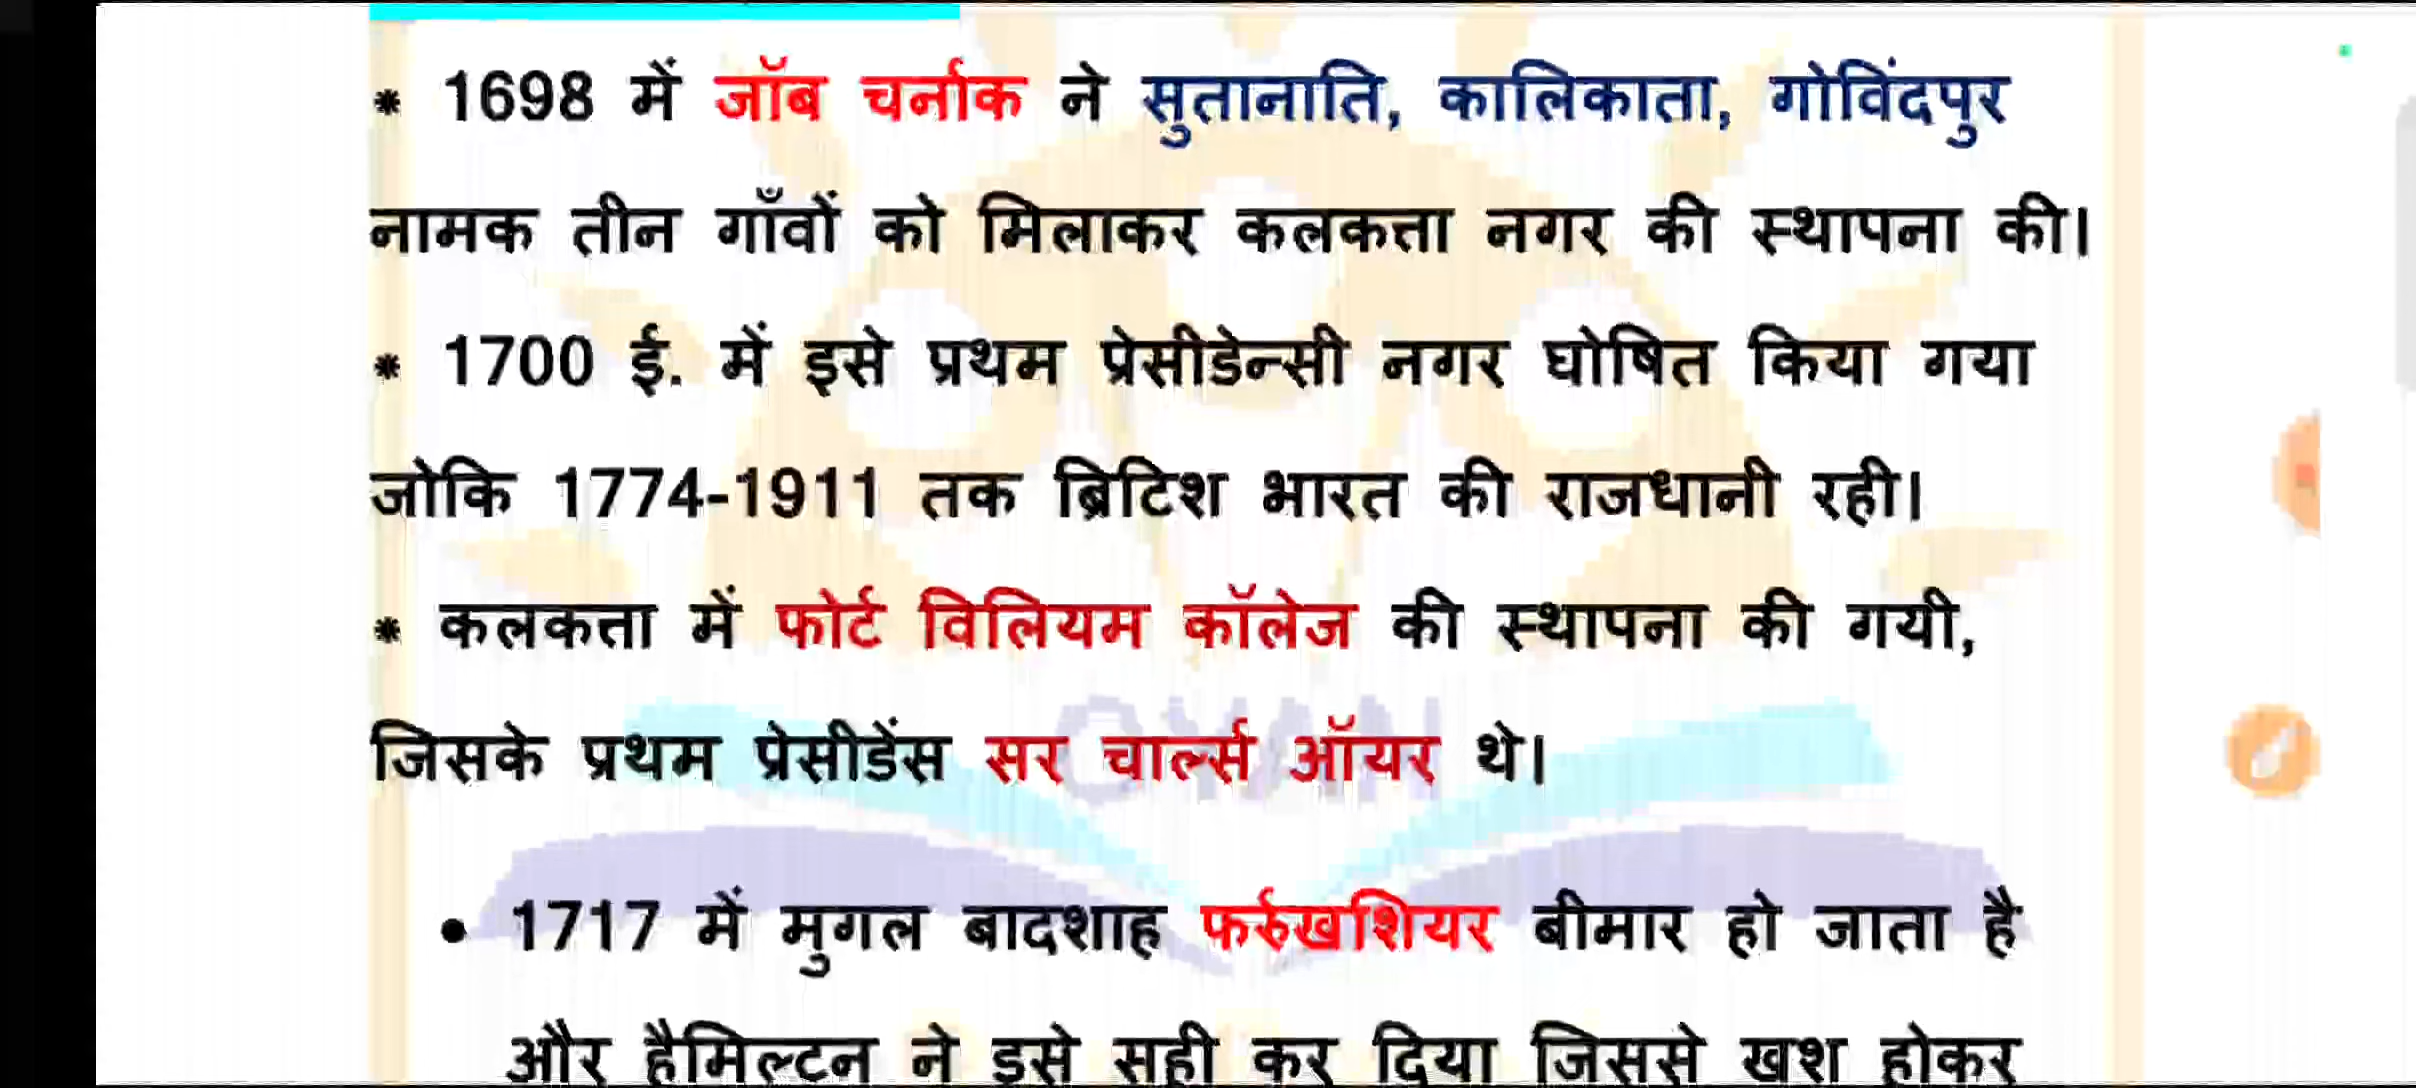 * 1698 में जॉब चर्नाक ने सुतानाति, कालिकाता, गोविंदपुर
नामक तीन गाँवों को मिलाकर कलकत्ता नगर की स्थापना की।
* 1700 ई. में इसे प्रथम प्रेसीडेन्सी नगर घोषित किया गया
जोकि 1774-1911 तक ब्रिटिश भारत की राजधानी रही।
* कलकत्ता में फोर्ट विलियम कॉलेज की स्थापना की गयी,
जिसके प्रथम प्रेसीडेंस सर चार्ल्स ऑयर थे।
GYAN
• 1717 में मुगल बादशाह फर्रुखशियर बीमार हो जाता है
और हैमिल्टन ने इसे सही कर दिया जिससे खुश होकर